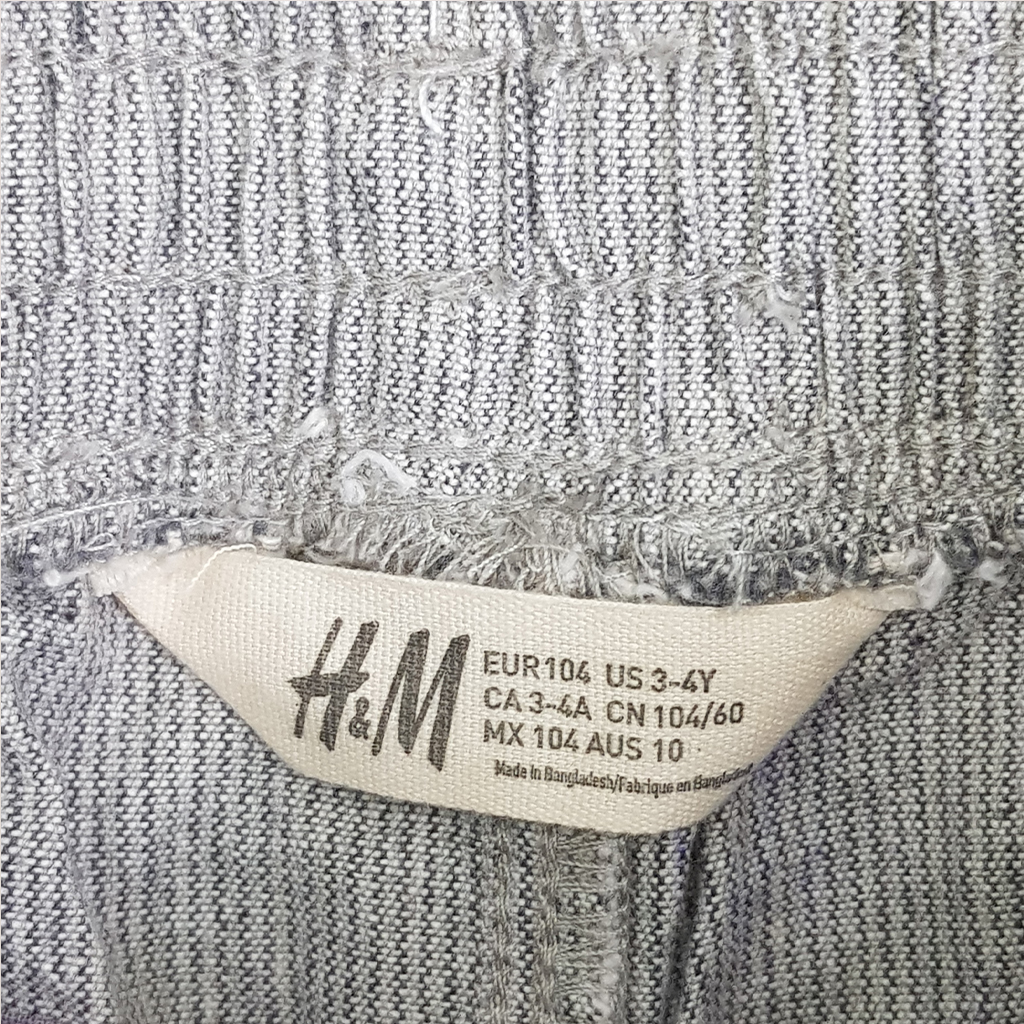 H&M
EUR104 US 3-4Y
CA 3-4A CN 104/60
MX 104 AUS 10
Made in Bangladesh/Fabrique en